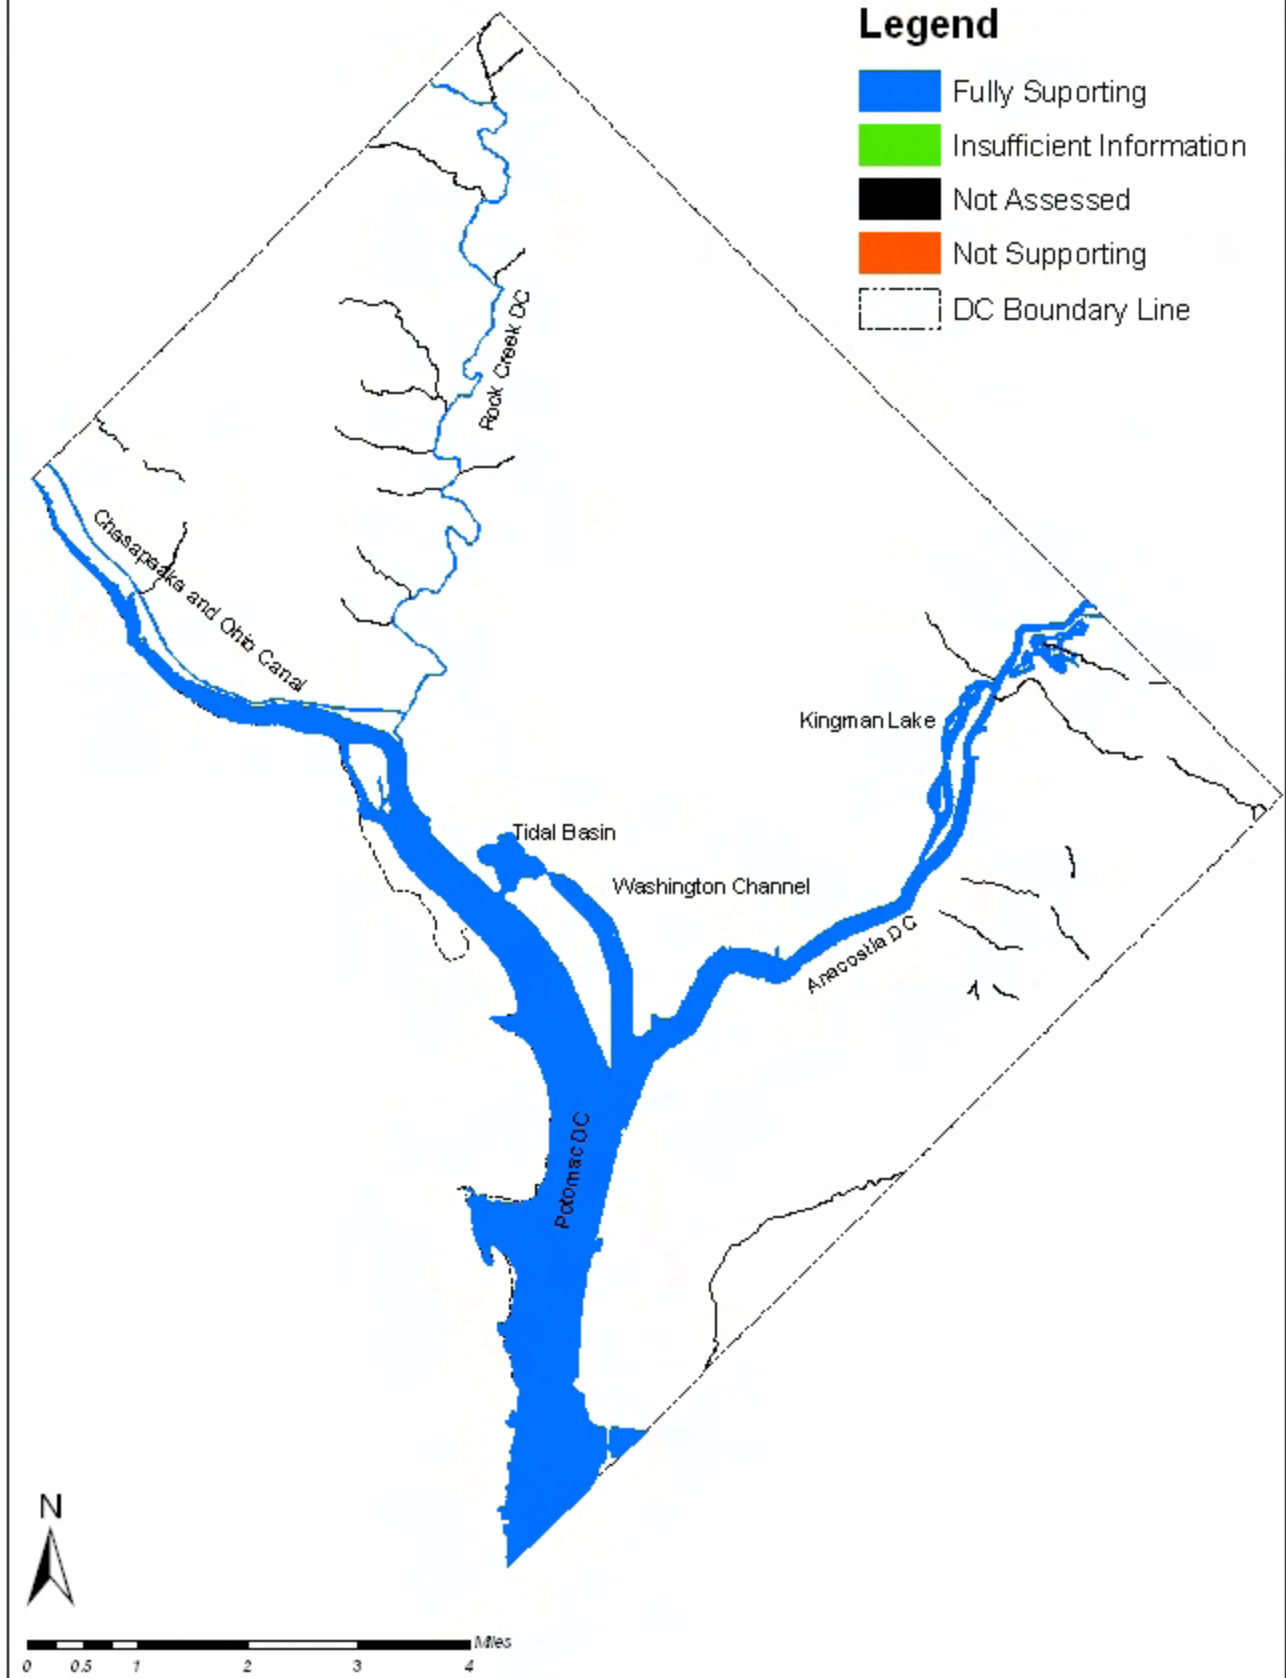 Legend
Fully Suporting
Insufficient Information
Not Assessed
Not Supporting
DC Boundary Line
Rock Creek DC
Chesapeake and Ohio Canal
Kingman Lake
Tidal Basin
Washington Channel
Anacostia DC
Potomac DC
N
Miles
0 0.5 1 2 3 4